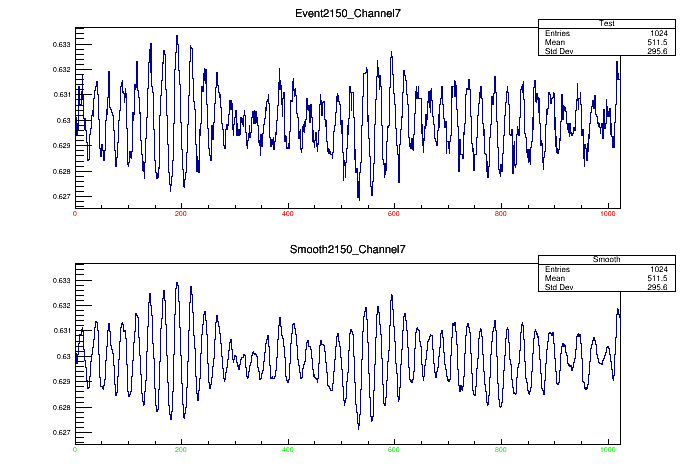 Event2150_Channel7
Test
Entries 1024
Mean 511.5
Std Dev 295.6
0.633
0.632
0.631
0.63
0.629
0.628
0.627
0 200 400 600 800 1000
Smooth2150_Channel7
Smooth
Entries 1024
Mean 511.5
Std Dev 295.6
0.633
0.632
0.631
0.63
0.629
0.628
0.627
0 200 400 600 800 1000